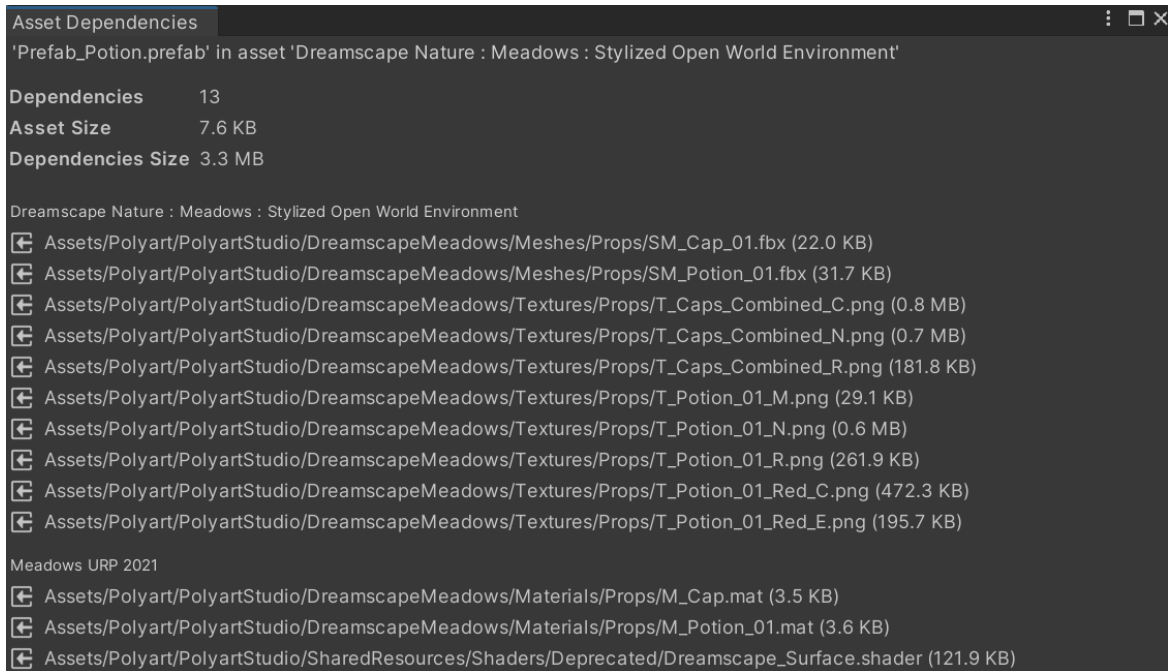 Asset Dependencies
'Prefab_Potion.prefab' in asset 'Dreamscape Nature : Meadows : Stylized Open World Environment'
Dependencies 13
Asset Size 7.6 KB
Dependencies Size 3.3 MB
Dreamscape Nature : Meadows : Stylized Open World Environment
Assets/Polyart/PolyartStudio/DreamscapeMeadows/Meshes/Props/SM_Cap_01.fbx (22.0 KB)
Assets/Polyart/PolyartStudio/DreamscapeMeadows/Meshes/Props/SM_Potion_01.fbx (31.7 KB)
Assets/Polyart/PolyartStudio/DreamscapeMeadows/Textures/Props/T_Caps_Combined_C.png (0.8 MB)
Assets/Polyart/PolyartStudio/DreamscapeMeadows/Textures/Props/T_Caps_Combined_N.png (0.7 MB)
Assets/Polyart/PolyartStudio/DreamscapeMeadows/Textures/Props/T_Caps_Combined_R.png (181.8 KB)
Assets/Polyart/PolyartStudio/DreamscapeMeadows/Textures/Props/T_Potion_01_M.png (29.1 KB)
Assets/Polyart/PolyartStudio/DreamscapeMeadows/Textures/Props/T_Potion_01_N.png (0.6 MB)
Assets/Polyart/PolyartStudio/DreamscapeMeadows/Textures/Props/T_Potion_01_R.png (261.9 KB)
Assets/Polyart/PolyartStudio/DreamscapeMeadows/Textures/Props/T_Potion_01_Red_C.png (472.3 KB)
Assets/Polyart/PolyartStudio/DreamscapeMeadows/Textures/Props/T_Potion_01_Red_E.png (195.7 KB)
Meadows URP 2021
Assets/Polyart/PolyartStudio/DreamscapeMeadows/Materials/Props/M_Cap.mat (3.5 KB)
Assets/Polyart/PolyartStudio/DreamscapeMeadows/Materials/Props/M_Potion_01.mat (3.6 KB)
Assets/Polyart/PolyartStudio/SharedResources/Shaders/Deprecated/Dreamscape_Surface.shader (121.9 KB)